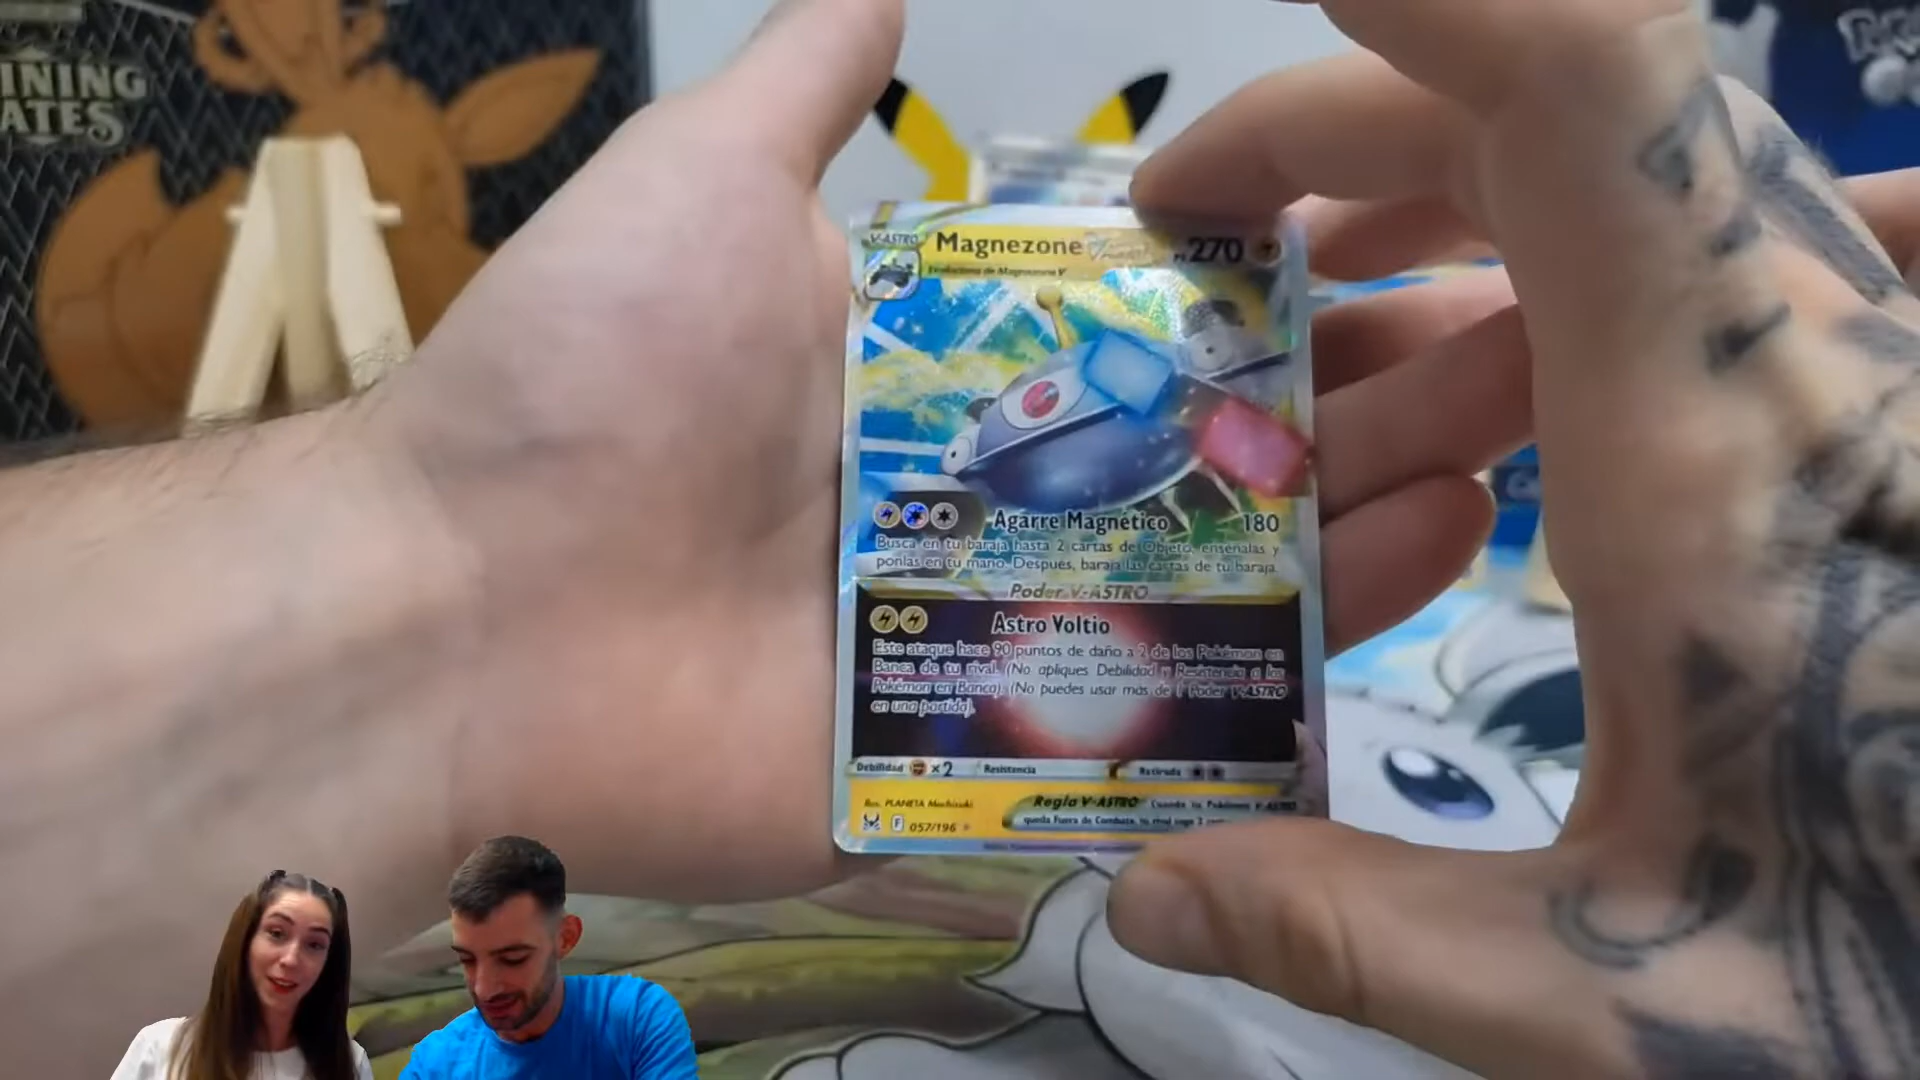 INING
ATES
V-ASTRO
Magnezone
PS 270
Evoluciona de Magnezone V
Agarre Magnético 180
Busca en tu baraja hasta 2 cartas de Objeto, enséñalas y
ponlas en tu mano. Después, baraja las cartas de tu baraja.
Poder V-ASTRO
Astro Voltio
Este ataque hace 90 puntos de daño a 2 de los Pokémon en
Banca de tu rival. (No apliques Debilidad y Resistencia a los
Pokémon en Banca). (No puedes usar más de 1 Poder V-ASTRO
en una partida).
Debilidad ×2 Resistencia Retirada
Ilus. PLANETA Mochizuki
Regla V-ASTRO Cuando tu Pokémon V-ASTRO
queda Fuera de Combate, tu rival coge 2
F 057/196